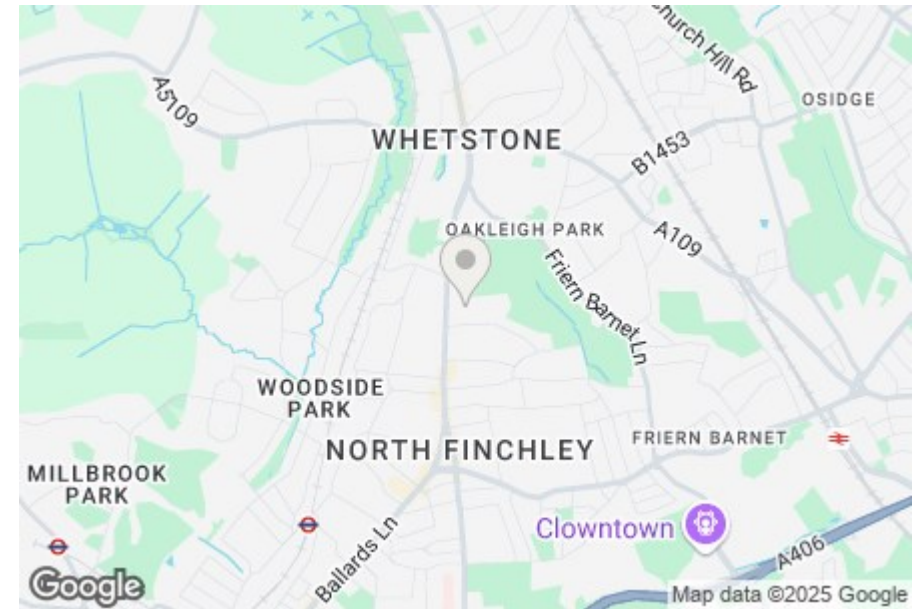 Church Hill Rd
A5109
OSIDGE
WHETSTONE
B1453
OAKLEIGH PARK
A109
Friern Barnet Ln
WOODSIDE
PARK
NORTH FINCHLEY
FRIERN BARNET
MILLBROOK
PARK
Clowntown
Ballards Ln
A406
Google
Map data ©2025 Google